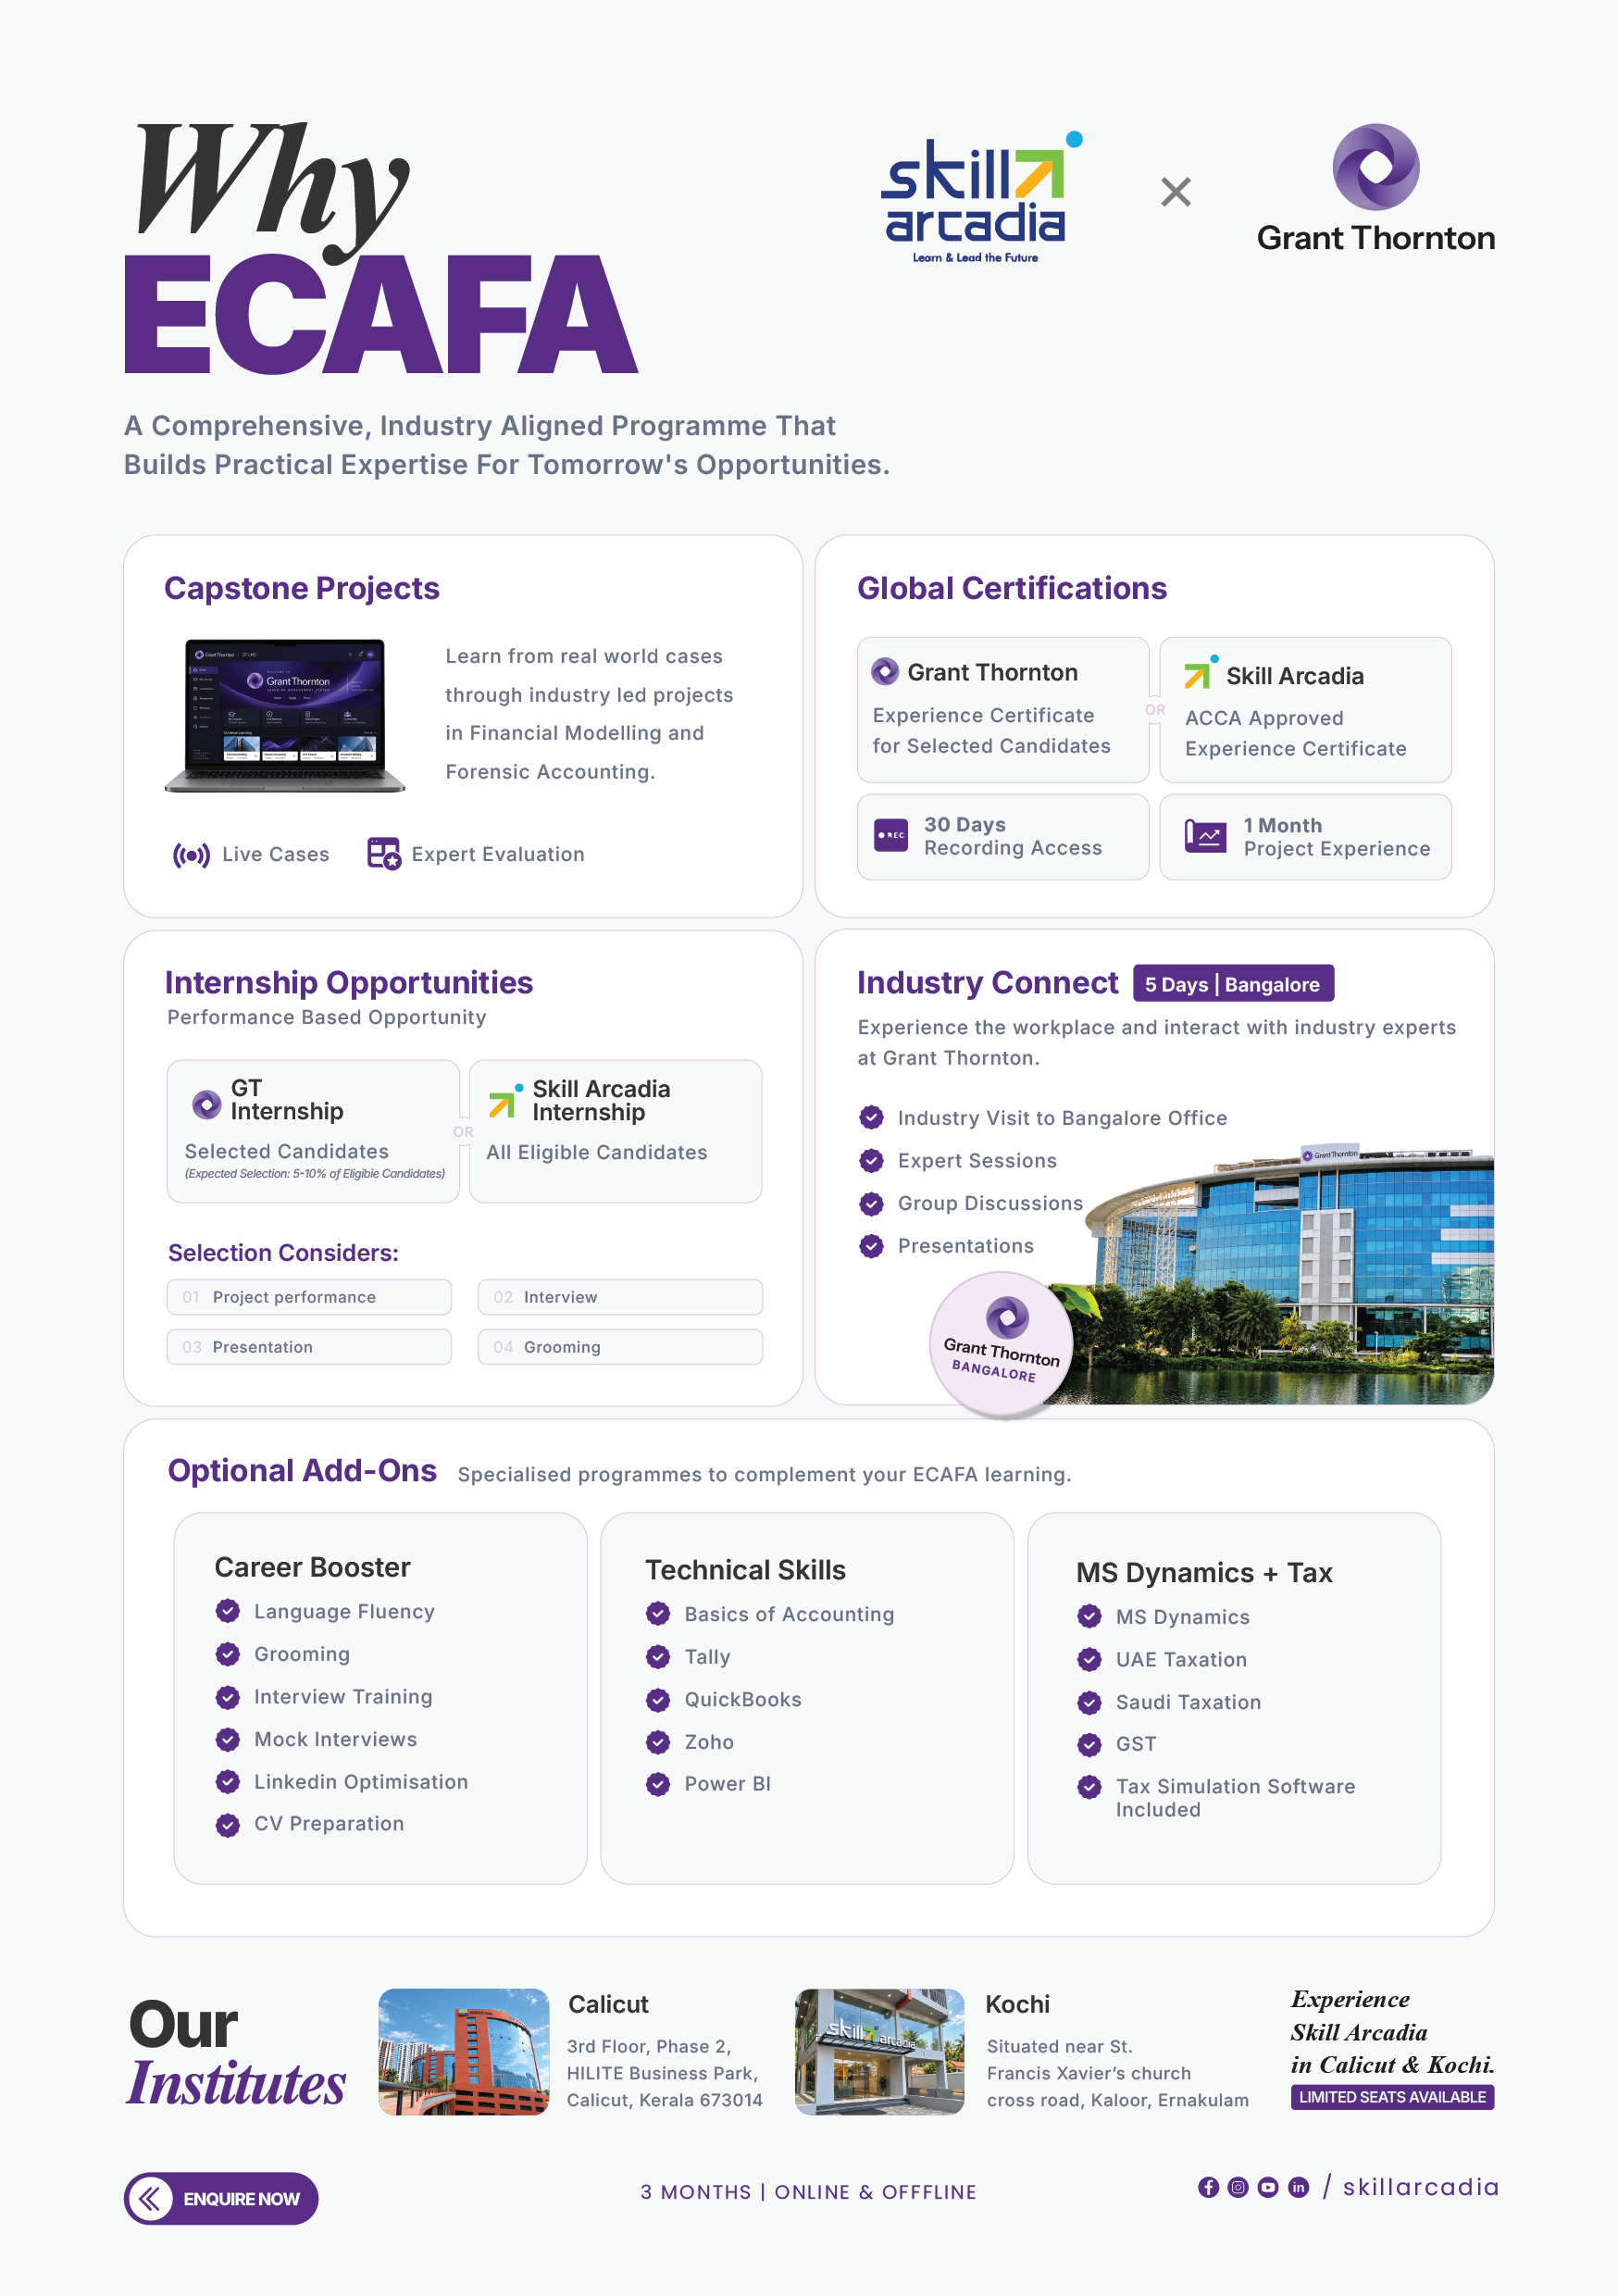 Why
ECAFA
skill
arcadia
Learn & Lead the Future
×
Grant Thornton
A Comprehensive, Industry Aligned Programme That
Builds Practical Expertise For Tomorrow's Opportunities.
Capstone Projects
Grant Thornton
Learn from real world cases
through industry led projects
in Financial Modelling and
Forensic Accounting.
Live Cases
Expert Evaluation
Global Certifications
Grant Thornton
Experience Certificate
for Selected Candidates
OR
Skill Arcadia
ACCA Approved
Experience Certificate
REC
30 Days
Recording Access
1 Month
Project Experience
Internship Opportunities
Performance Based Opportunity
GT
Internship
Selected Candidates
(Expected Selection: 5-10% of Eligible Candidates)
OR
Skill Arcadia
Internship
All Eligible Candidates
Selection Considers:
01 Project performance
02 Interview
03 Presentation
04 Grooming
Industry Connect
5 Days | Bangalore
Experience the workplace and interact with industry experts
at Grant Thornton.
Industry Visit to Bangalore Office
Expert Sessions
Group Discussions
Presentations
Grant Thornton
Grant Thornton
BANGALORE
Optional Add-Ons
Specialised programmes to complement your ECAFA learning.
Career Booster
Language Fluency
Grooming
Interview Training
Mock Interviews
Linkedin Optimisation
CV Preparation
Technical Skills
Basics of Accounting
Tally
QuickBooks
Zoho
Power BI
MS Dynamics + Tax
MS Dynamics
UAE Taxation
Saudi Taxation
GST
Tax Simulation Software
Included
Our
Institutes
Calicut
3rd Floor, Phase 2,
HILITE Business Park,
Calicut, Kerala 673014
skill arcadia
Kochi
Situated near St.
Francis Xavier's church
cross road, Kaloor, Ernakulam
Experience
Skill Arcadia
in Calicut & Kochi.
LIMITED SEATS AVAILABLE
ENQUIRE NOW
3 MONTHS | ONLINE & OFFFLINE
/ skillarcadia